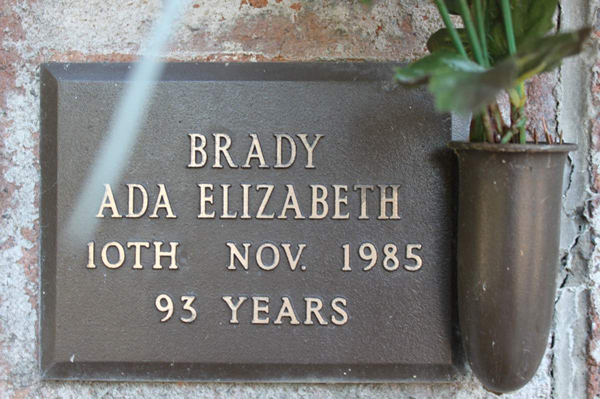 BRADY
ADA ELIZABETH
10TH NOV. 1985
93 YEARS